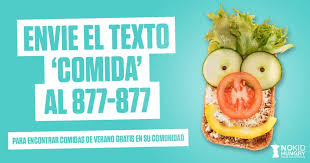 ENVIE EL TEXTO
‘COMIDA’
AL 877-877
PARA ENCONTRAR COMIDAS DE VERANO GRATIS EN SU COMUNIDAD
NO KID
HUNGRY